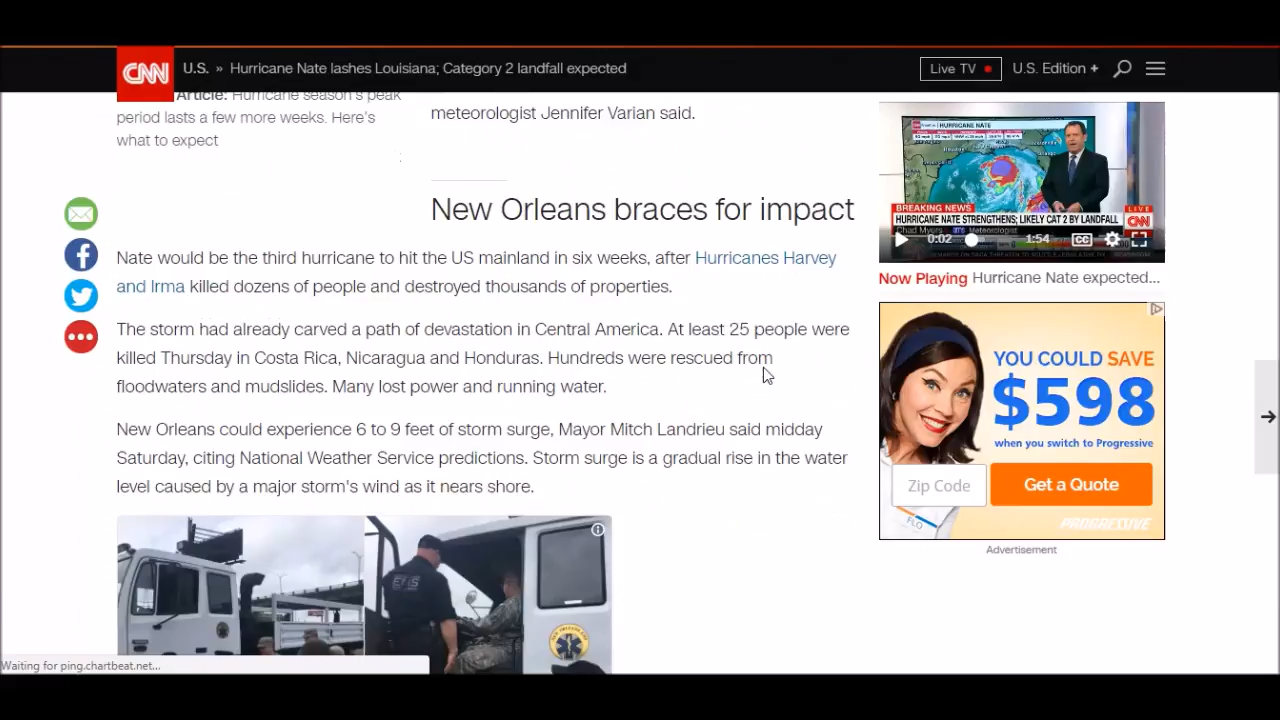 CNN
U.S. » Hurricane Nate lashes Louisiana; Category 2 landfall expected
Live TV
U.S. Edition +
Article: Hurricane season's peak
period lasts a few more weeks. Here's
what to expect
meteorologist Jennifer Varian said.
New Orleans braces for impact
Nate would be the third hurricane to hit the US mainland in six weeks, after Hurricanes Harvey
and Irma killed dozens of people and destroyed thousands of properties.
The storm had already carved a path of devastation in Central America. At least 25 people were
killed Thursday in Costa Rica, Nicaragua and Honduras. Hundreds were rescued from
floodwaters and mudslides. Many lost power and running water.
New Orleans could experience 6 to 9 feet of storm surge, Mayor Mitch Landrieu said midday
Saturday, citing National Weather Service predictions. Storm surge is a gradual rise in the water
level caused by a major storm's wind as it nears shore.
EMS
HURRICANE NATE
BREAKING NEWS
LIVE
HURRICANE NATE STRENGTHENS; LIKELY CAT 2 BY LANDFALL
CNN
Chad Myers Meteorologist
0:02
1:54
CC
Now Playing Hurricane Nate expected...
YOU COULD SAVE
$598
when you switch to Progressive
Zip Code
Get a Quote
FLO
PROGRESSIVE
Advertisement
Waiting for ping.chartbeat.net...